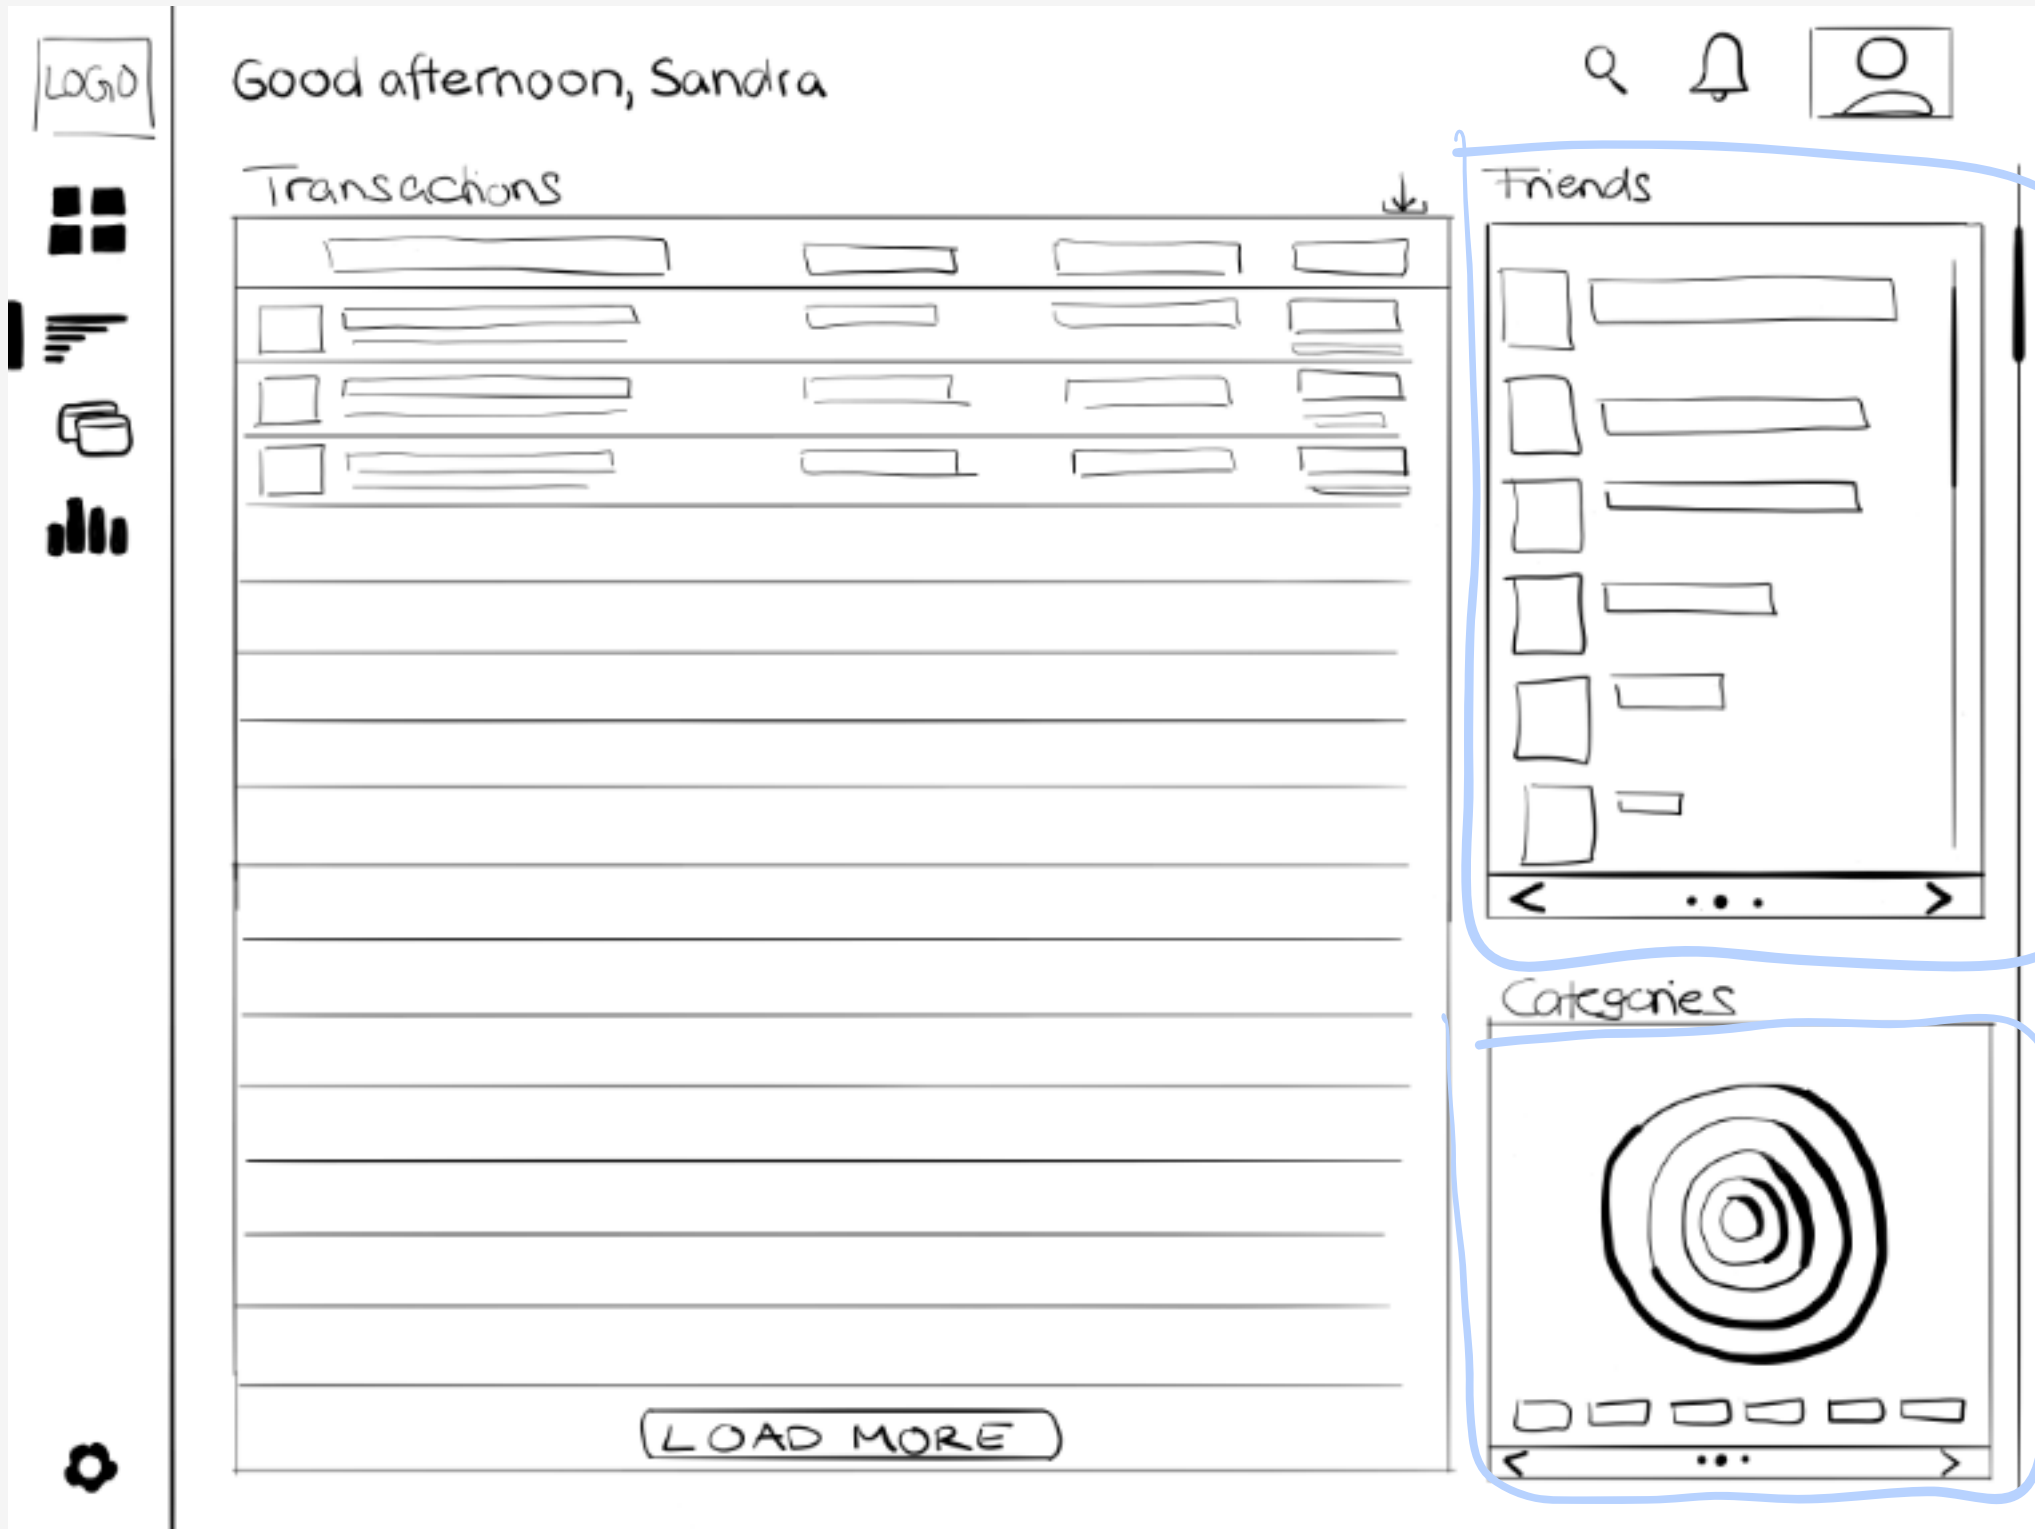 LOGO
Good afternoon, Sandra
Transactions
Friends
Categories
LOAD MORE